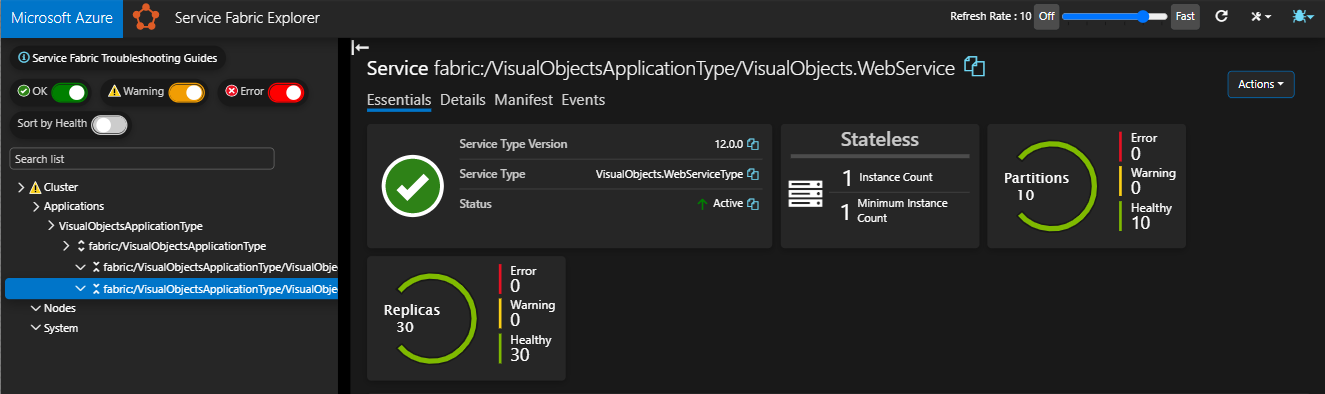 Microsoft Azure
Service Fabric Explorer
Refresh Rate : 10 Off Fast
Service Fabric Troubleshooting Guides
OK Warning Error
Sort by Health
Search list
Cluster
Applications
VisualObjectsApplicationType
fabric:/VisualObjectsApplicationType
fabric:/VisualObjectsApplicationType/VisualObje
fabric:/VisualObjectsApplicationType/VisualObje
Nodes
System
Service fabric:/VisualObjectsApplicationType/VisualObjects.WebService
Actions
Essentials Details Manifest Events
Service Type Version 12.0.0
Service Type VisualObjects.WebServiceType
Status Active
Stateless
1 Instance Count
1 Minimum Instance
Count
Partitions
10
Error
0
Warning
0
Healthy
10
Replicas
30
Error
0
Warning
0
Healthy
30